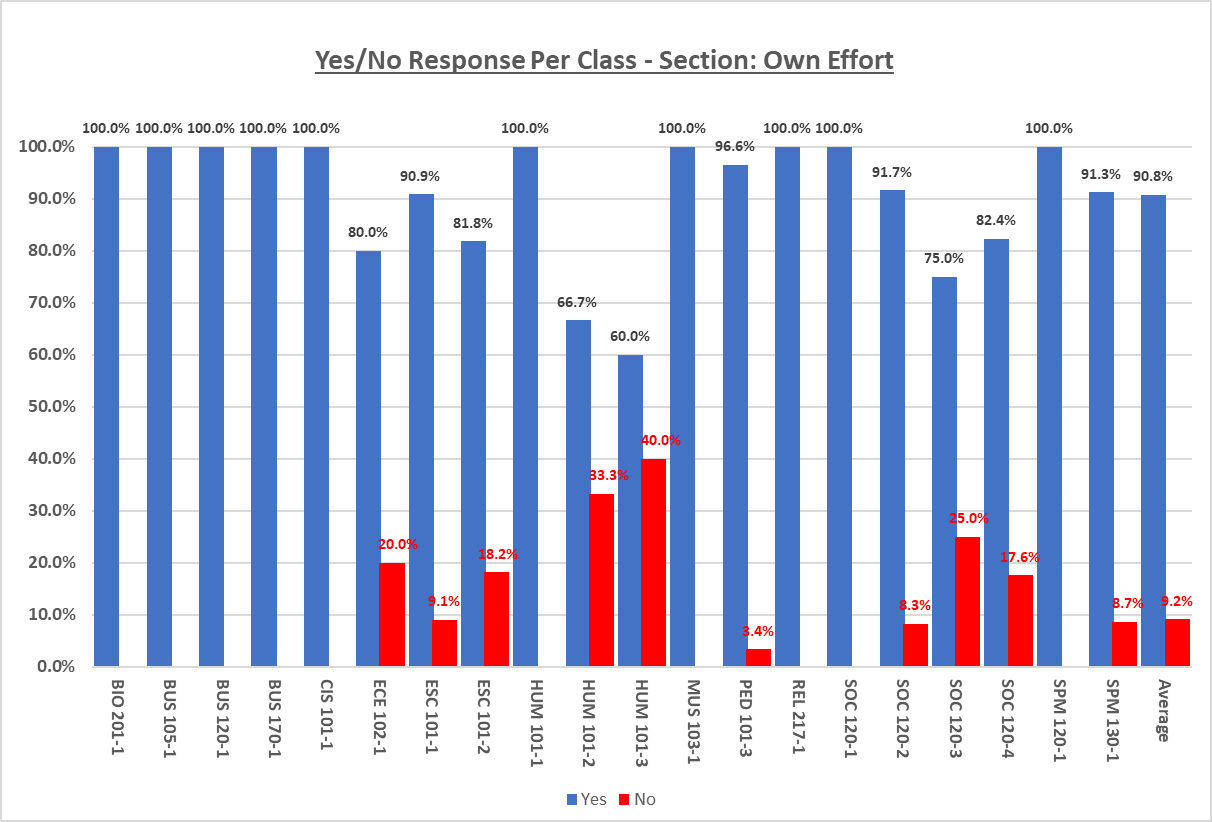 Yes/No Response Per Class - Section: Own Effort
100.0% 100.0% 100.0% 100.0% 100.0% 100.0% 100.0% 100.0% 100.0% 100.0%
100.0%
96.6%
90.9% 91.7% 91.3% 90.8%
90.0%
80.0% 81.8% 82.4%
80.0%
75.0%
70.0%
66.7%
60.0%
60.0%
50.0%
40.0%
40.0%
33.3%
30.0%
25.0%
20.0%
20.0% 18.2% 17.6%
10.0%
9.1% 3.4% 8.3% 8.7% 9.2%
0.0%
BIO 201-1
BUS 105-1
BUS 120-1
BUS 170-1
CIS 101-1
ECE 102-1
ESC 101-1
ESC 101-2
HUM 101-1
HUM 101-2
HUM 101-3
MUS 103-1
PED 101-3
REL 217-1
SOC 120-1
SOC 120-2
SOC 120-3
SOC 120-4
SPM 120-1
SPM 130-1
Average
Yes No